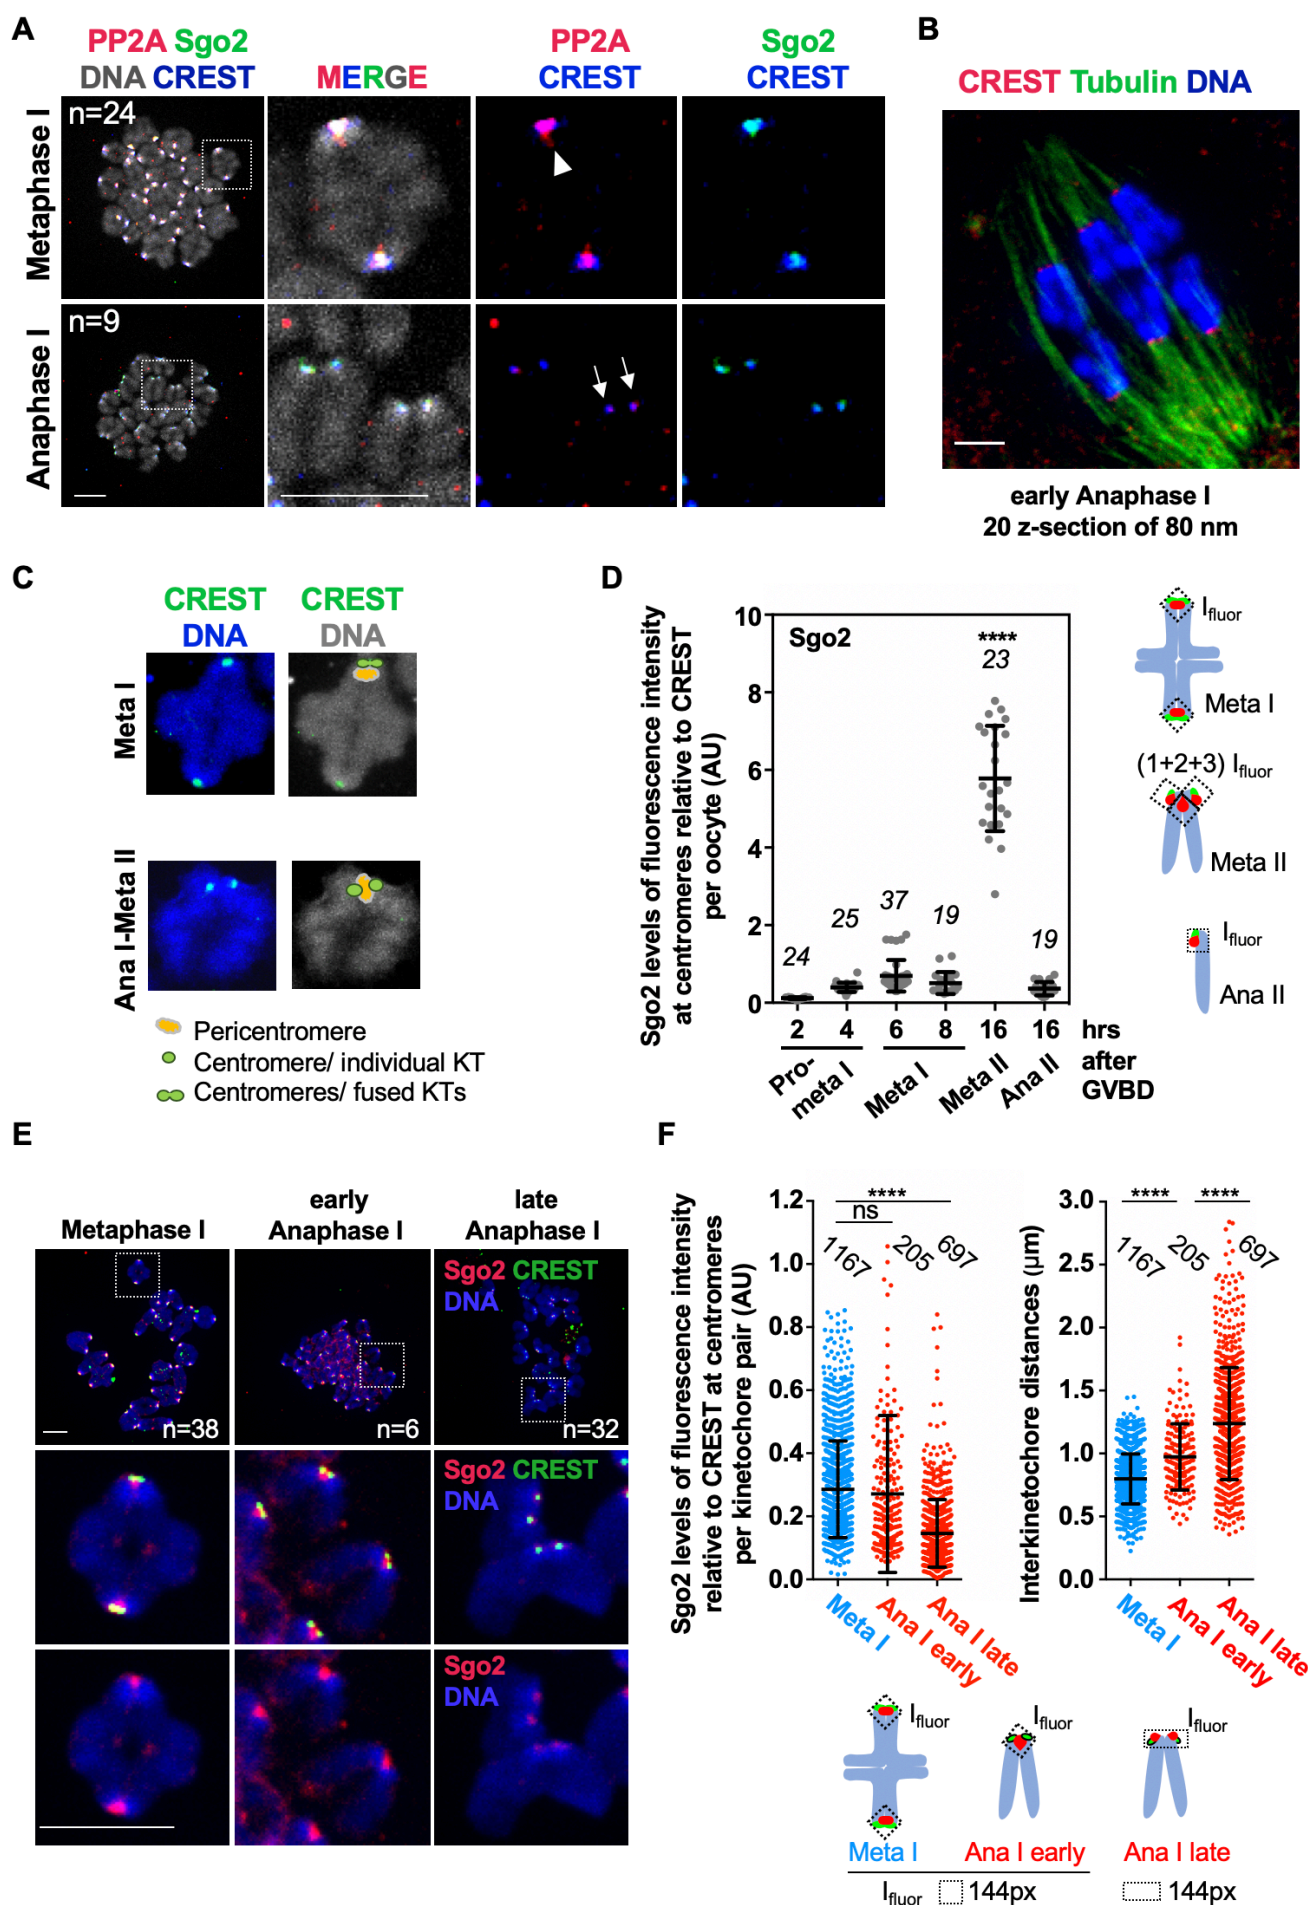 A
PP2A Sgo2
DNA CREST
MERGE
PP2A
CREST
Sgo2
CREST
Metaphase I
n=24
Anaphase I
n=9
B
CREST Tubulin DNA
early Anaphase I
20 z-section of 80 nm
C
CREST
DNA
CREST
DNA
Meta I
Ana I-Meta II
Pericentromere
Centromere/ individual KT
Centromeres/ fused KTs
D
Sgo2 levels of fluorescence intensity
at centromeres relative to CREST
per oocyte (AU)
10
8
6
4
2
0
Sgo2
24
25
37
19
****
23
19
2 4 6 8 16 16 hrs
after
GVBD
Pro-
meta I
Meta I
Meta II
Ana II
Ifluor
Meta I
(1+2+3) Ifluor
Meta II
Ifluor
Ana II
E
Metaphase I
early
Anaphase I
late
Anaphase I
n=38
n=6
Sgo2 CREST
DNA
n=32
Sgo2 CREST
DNA
Sgo2
DNA
F
Sgo2 levels of fluorescence intensity
relative to CREST at centromeres
per kinetochore pair (AU)
1.2
1.0
0.8
0.6
0.4
0.2
0.0
****
ns
1167
205
697
Meta I
Ana I early
Ana I late
Interkinetochore distances (µm)
3.0
2.5
2.0
1.5
1.0
0.5
0.0
**** ****
1167
205
697
Meta I
Ana I early
Ana I late
Ifluor
Ifluor
Ifluor
Meta I
Ana I early
Ana I late
Ifluor 144px
144px